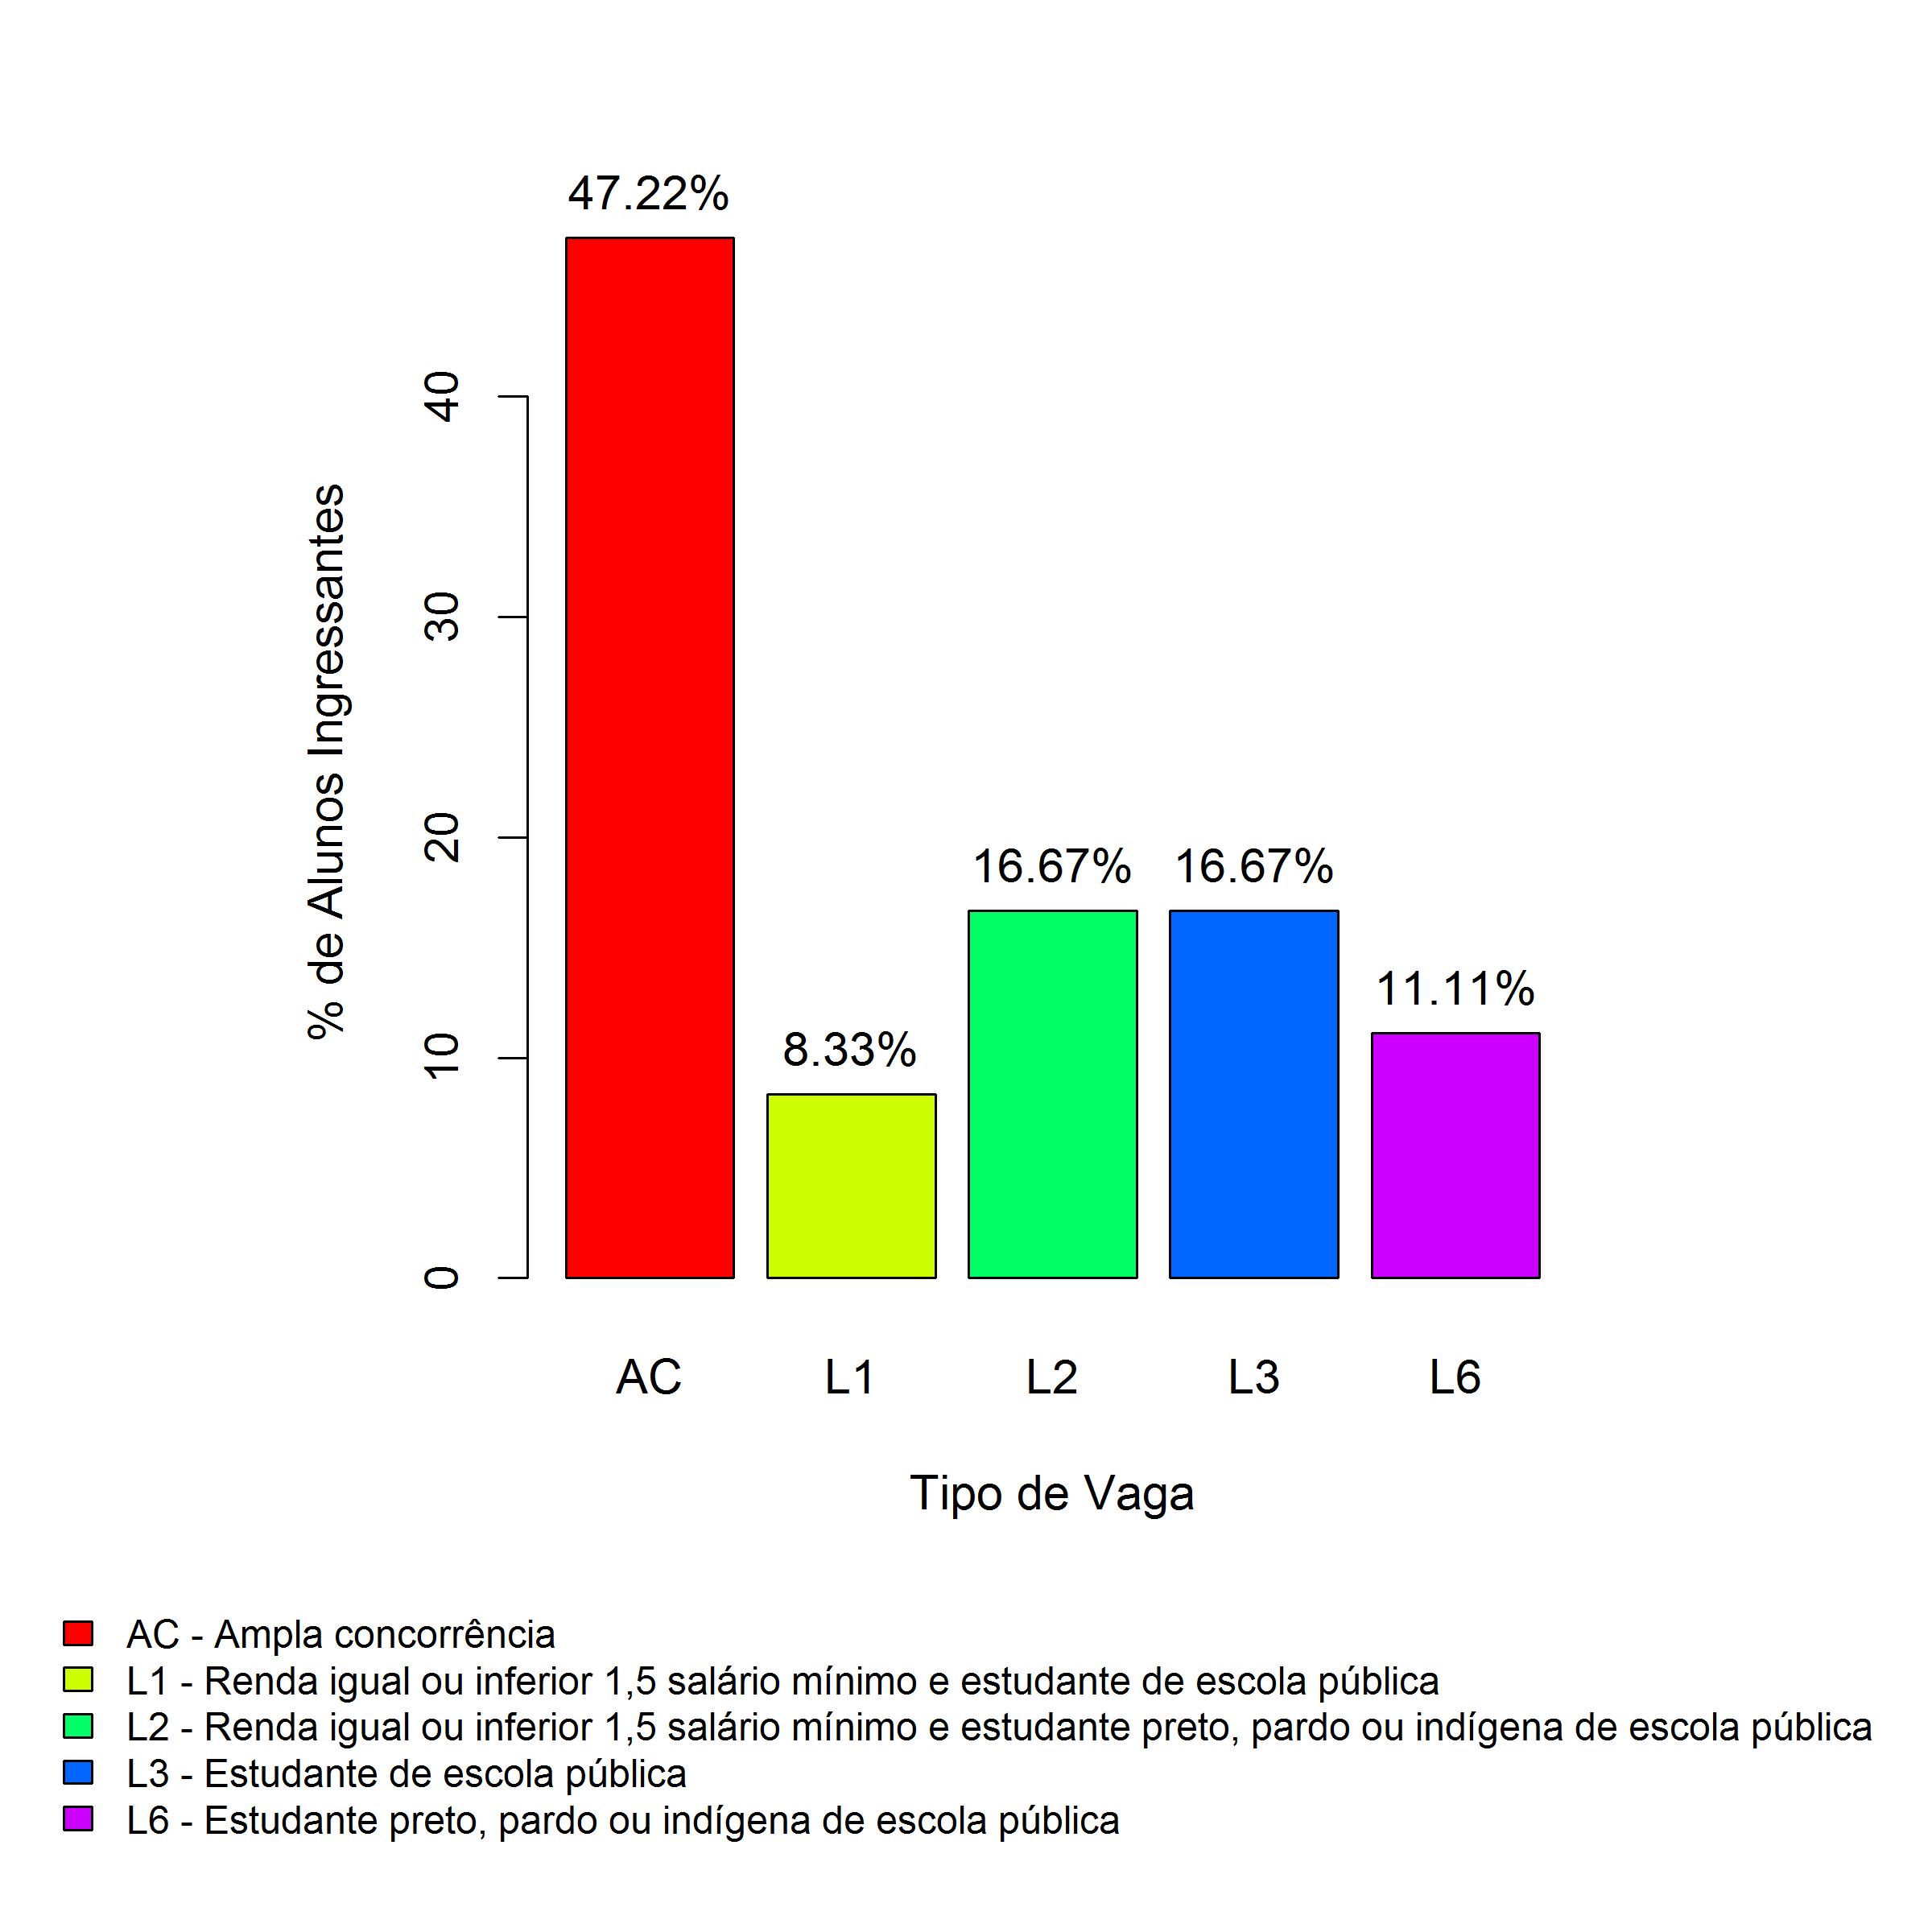 47.22%
% de Alunos Ingressantes
40
30
20
10
0
16.67%
16.67%
11.11%
8.33%
AC
L1
L2
L3
L6
Tipo de Vaga
AC - Ampla concorrência
L1 - Renda igual ou inferior 1,5 salário mínimo e estudante de escola pública
L2 - Renda igual ou inferior 1,5 salário mínimo e estudante preto, pardo ou indígena de escola pública
L3 - Estudante de escola pública
L6 - Estudante preto, pardo ou indígena de escola pública